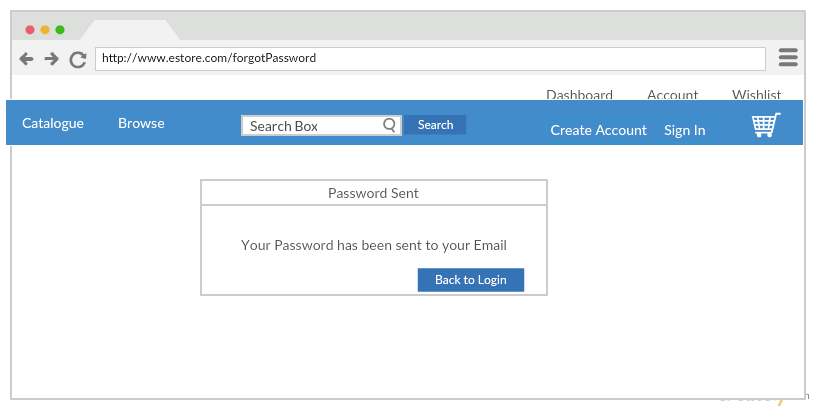 http://www.estore.com/forgotPassword
Dashboard Account Wishlist
Catalogue Browse Search Box Search Create Account Sign In
Password Sent
Your Password has been sent to your Email
Back to Login